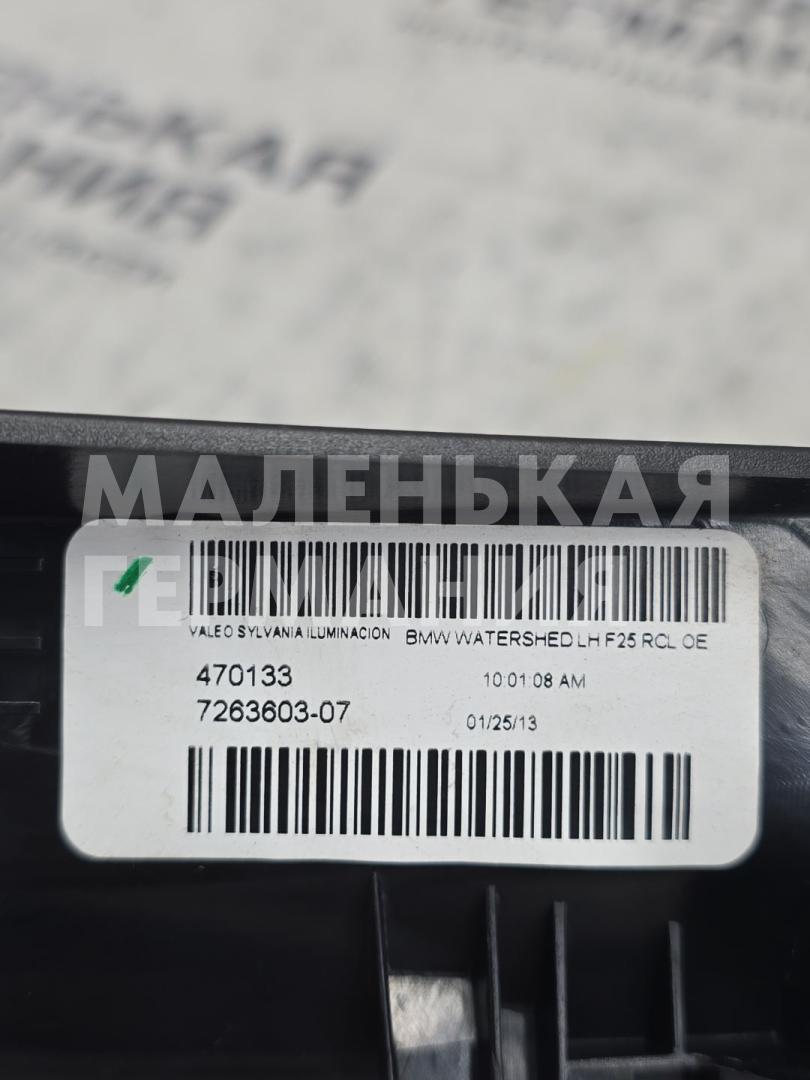 МАЛЕНЬКАЯ
ГЕРМАНИЯ
VALEO SYLVANIA ILUMINACION BMW WATERSHED LH F25 RCL OE
470133 10:01:08 AM
7263603-07 01/25/13